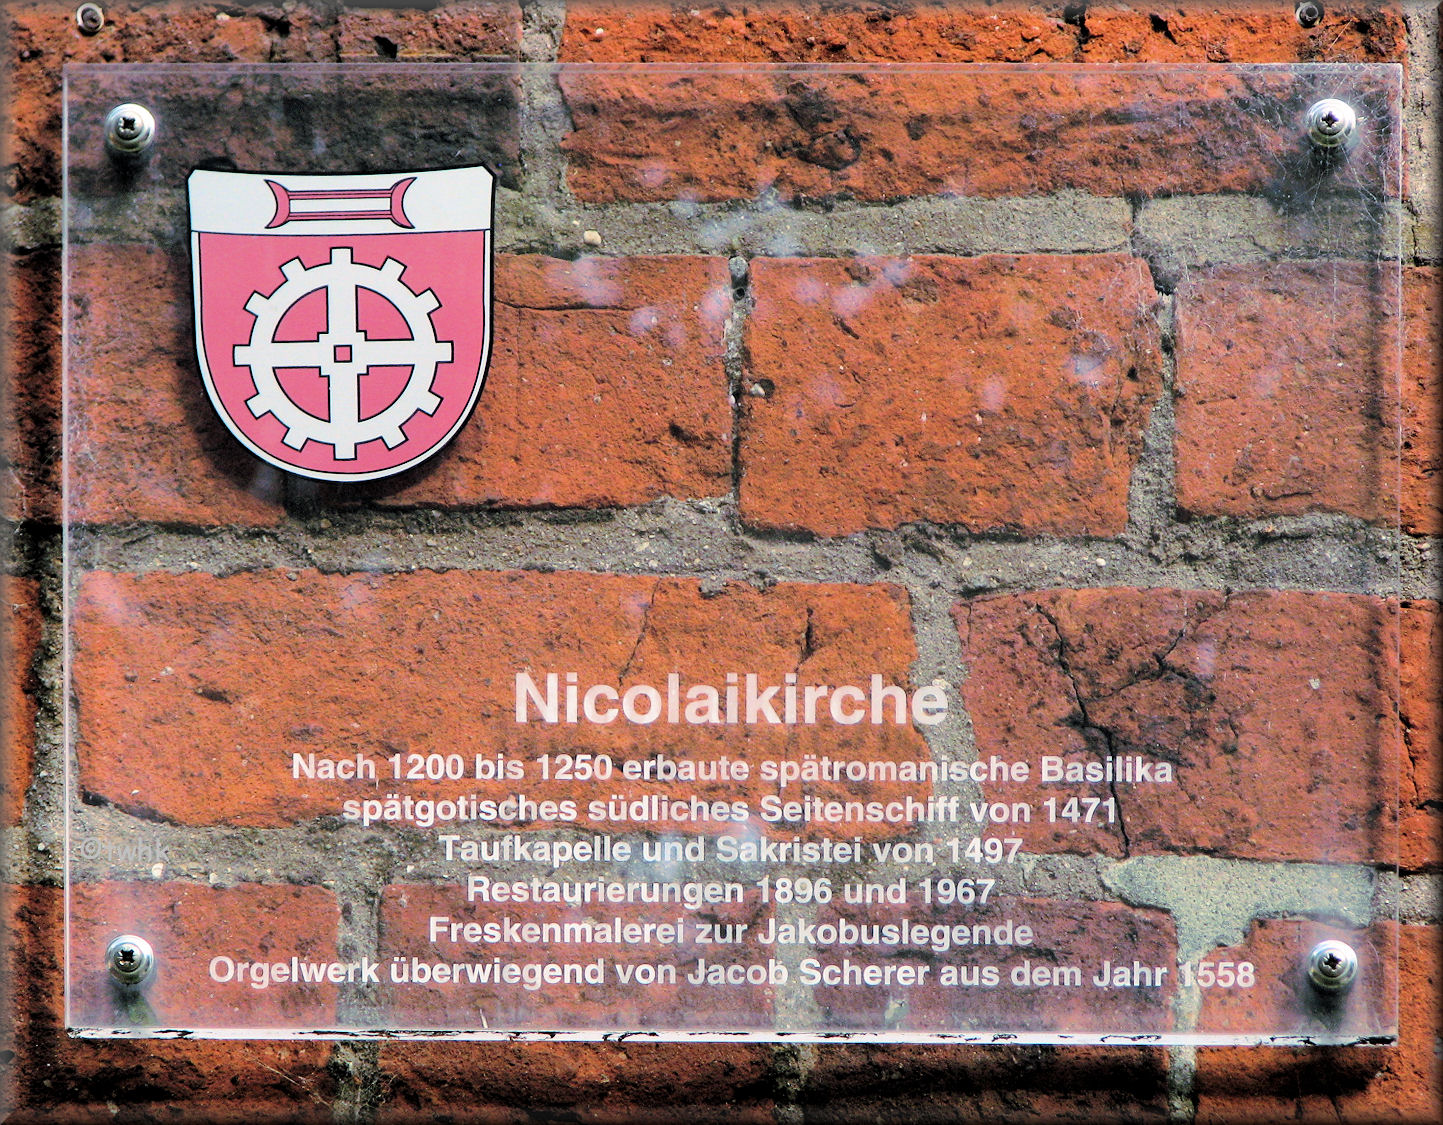 Nicolaikirche
Nach 1200 bis 1250 erbaute spätromanische Basilika
spätgotisches südliches Seitenschiff von 1471
Taufkapelle und Sakristei von 1497
Restaurierungen 1896 und 1967
Freskenmalerei zur Jakobuslegende
Orgelwerk überwiegend von Jacob Scherer aus dem Jahr 1558